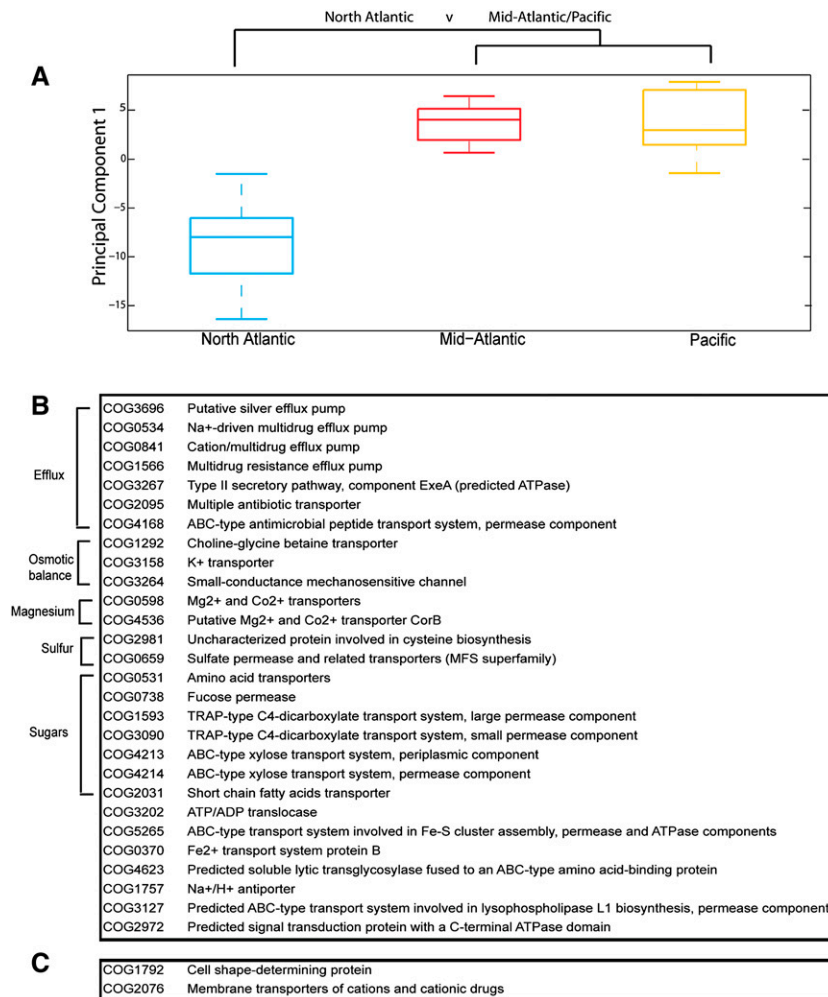 North Atlantic v Mid-Atlantic/Pacific
A
Principal Component 1
5
0
−5
−10
−15
North Atlantic
Mid−Atlantic
Pacific
B
Efflux
COG3696 Putative silver efflux pump
COG0534 Na+-driven multidrug efflux pump
COG0841 Cation/multidrug efflux pump
COG1566 Multidrug resistance efflux pump
COG3267 Type II secretory pathway, component ExeA (predicted ATPase)
COG2095 Multiple antibiotic transporter
COG4168 ABC-type antimicrobial peptide transport system, permease component
Osmotic balance
COG1292 Choline-glycine betaine transporter
COG3158 K+ transporter
COG3264 Small-conductance mechanosensitive channel
Magnesium
COG0598 Mg2+ and Co2+ transporters
COG4536 Putative Mg2+ and Co2+ transporter CorB
Sulfur
COG2981 Uncharacterized protein involved in cysteine biosynthesis
COG0659 Sulfate permease and related transporters (MFS superfamily)
Sugars
COG0531 Amino acid transporters
COG0738 Fucose permease
COG1593 TRAP-type C4-dicarboxylate transport system, large permease component
COG3090 TRAP-type C4-dicarboxylate transport system, small permease component
COG4213 ABC-type xylose transport system, periplasmic component
COG4214 ABC-type xylose transport system, permease component
COG2031 Short chain fatty acids transporter
COG3202 ATP/ADP translocase
COG5265 ABC-type transport system involved in Fe-S cluster assembly, permease and ATPase components
COG0370 Fe2+ transport system protein B
COG4623 Predicted soluble lytic transglycosylase fused to an ABC-type amino acid-binding protein
COG1757 Na+/H+ antiporter
COG3127 Predicted ABC-type transport system involved in lysophospholipase L1 biosynthesis, permease component
COG2972 Predicted signal transduction protein with a C-terminal ATPase domain
C
COG1792 Cell shape-determining protein
COG2076 Membrane transporters of cations and cationic drugs